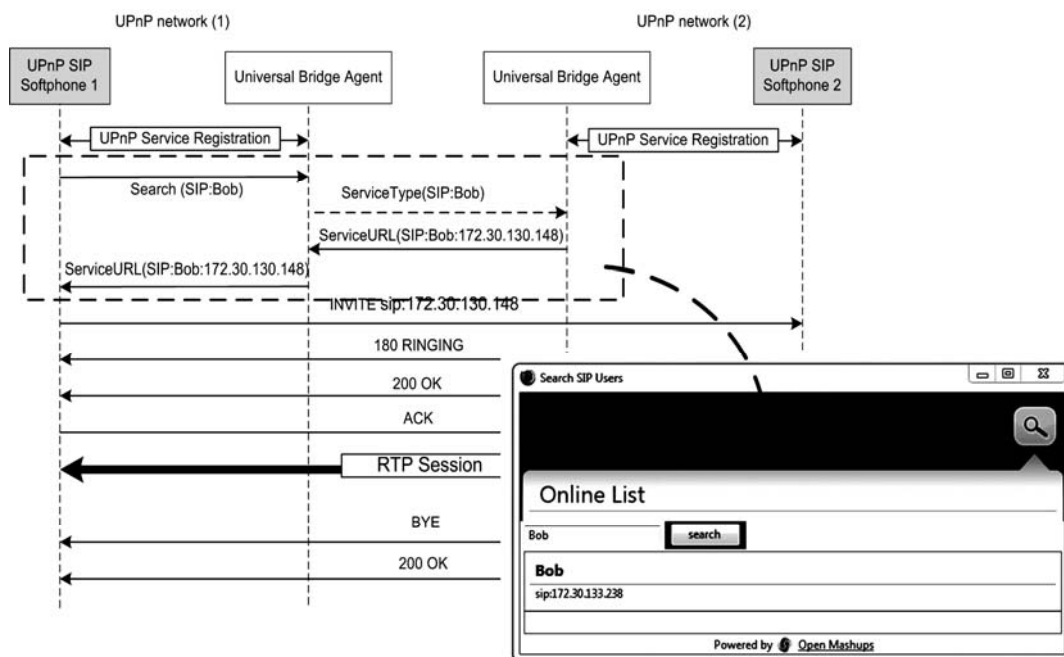 UPnP network (1)
UPnP network (2)
UPnP SIP
Softphone 1
Universal Bridge Agent
Universal Bridge Agent
UPnP SIP
Softphone 2
UPnP Service Registration
UPnP Service Registration
Search (SIP:Bob)
ServiceType(SIP:Bob)
ServiceURL(SIP:Bob:172.30.130.148)
ServiceURL(SIP:Bob:172.30.130.148)
INVITE sip:172.30.130.148
180 RINGING
200 OK
ACK
RTP Session
BYE
200 OK
Search SIP Users
Online List
Bob
search
Bob
sip:172.30.133.238
Powered by Open Mashups